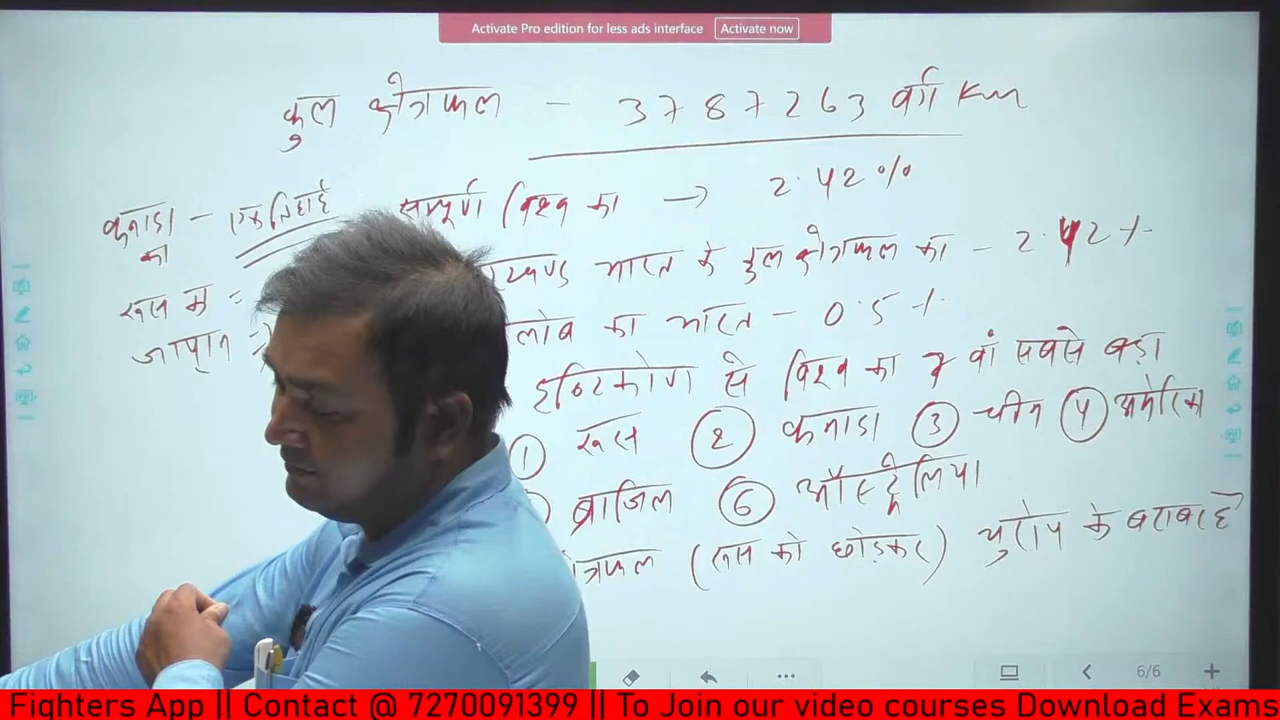 Activate Pro edition for less ads interface Activate now
कुल क्षेत्रफल - 3787263 वर्ग Km
कनाडा का - एक तिहाई
सम्पूर्ण विश्व का → 2.42%
भारत के कुल क्षेत्रफल का - 2.42%
रूस का =
का भारत - 0.5%
जापान
दृष्टिकोण से विश्व का 7 वां सबसे बड़ा
① रूस ② कनाडा ③ चीन ④ अमेरिका
ब्राजिल ⑥ ऑस्ट्रेलिया
(रूस को छोड़कर) युरोप के बराबर है
6/6
Fighters App || Contact @ 7270091399 || To Join our video courses Download Exams